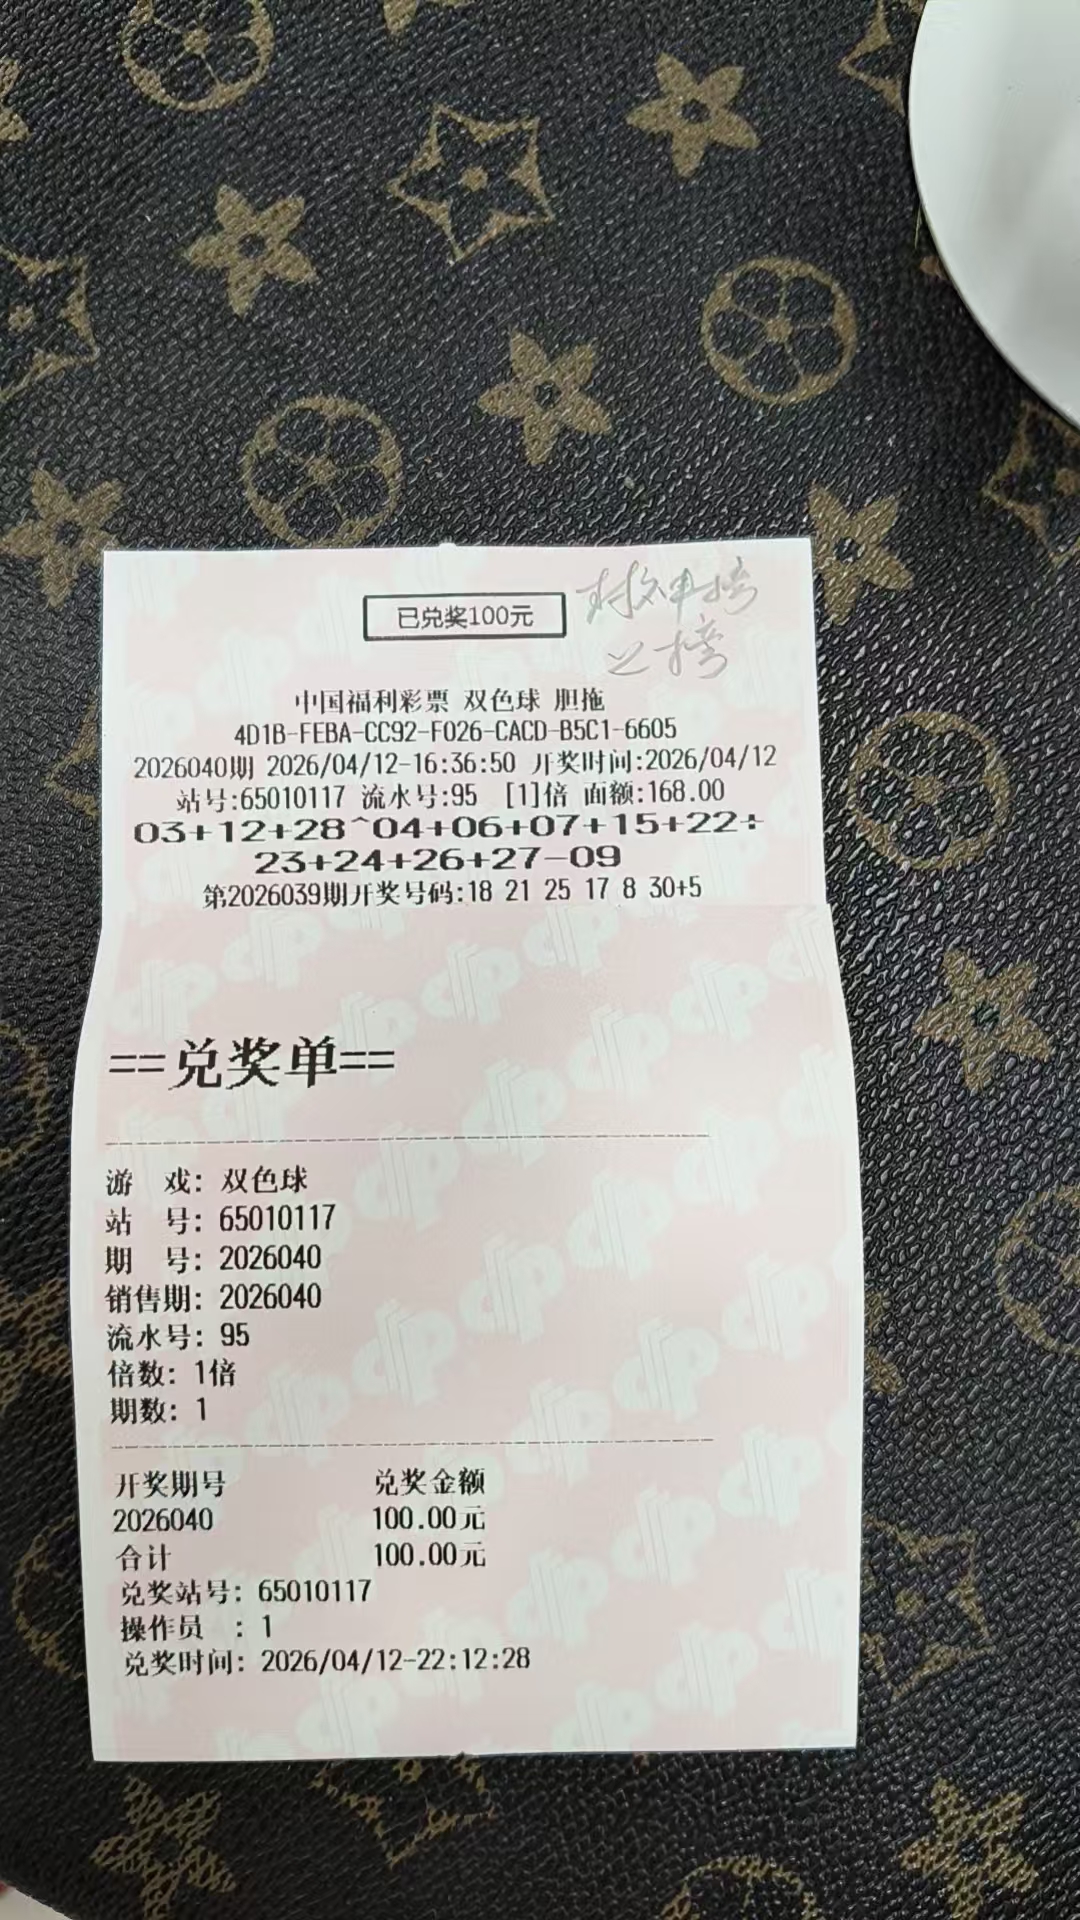 已兑奖100元
中国福利彩票 双色球 胆拖
4D1B-FEBA-CC92-F026-CACD-B5C1-6605
2026040期 2026/04/12-16:36:50 开奖时间:2026/04/12
站号:65010117 流水号:95 [1]倍 面额:168.00
03+12+28^04+06+07+15+22+
23+24+26+27-09
第2026039期开奖号码:18 21 25 17 8 30+5
==兑奖单==
游 戏: 双色球
站 号: 65010117
期 号: 2026040
销售期: 2026040
流水号: 95
倍数: 1倍
期数: 1
开奖期号 兑奖金额
2026040 100.00元
合计 100.00元
兑奖站号: 65010117
操作员 : 1
兑奖时间: 2026/04/12-22:12:28